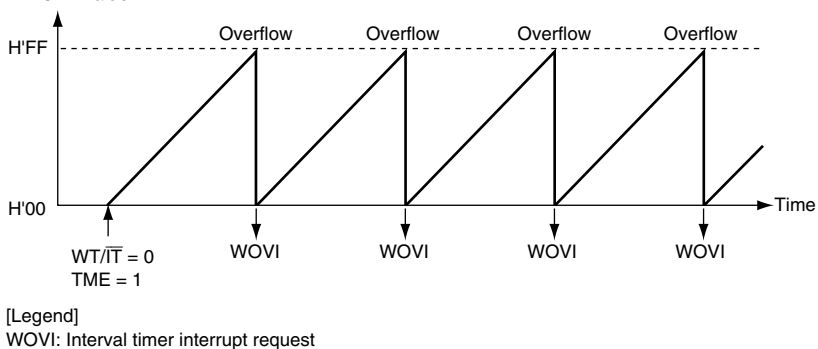 Overflow Overflow Overflow Overflow
H'FF
H'00
Time
WT/I̅T̅ = 0
TME = 1
WOVI WOVI WOVI WOVI
[Legend]
WOVI: Interval timer interrupt request